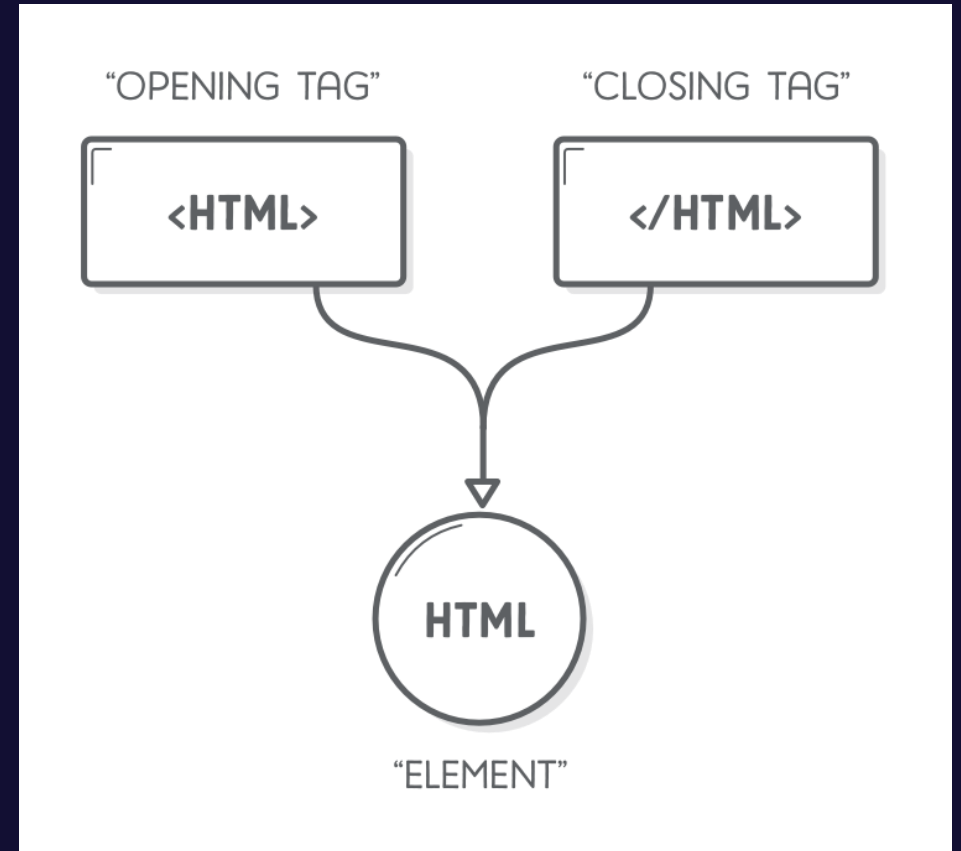 “OPENING TAG”
“CLOSING TAG”
<HTML>
</HTML>
HTML
“ELEMENT”